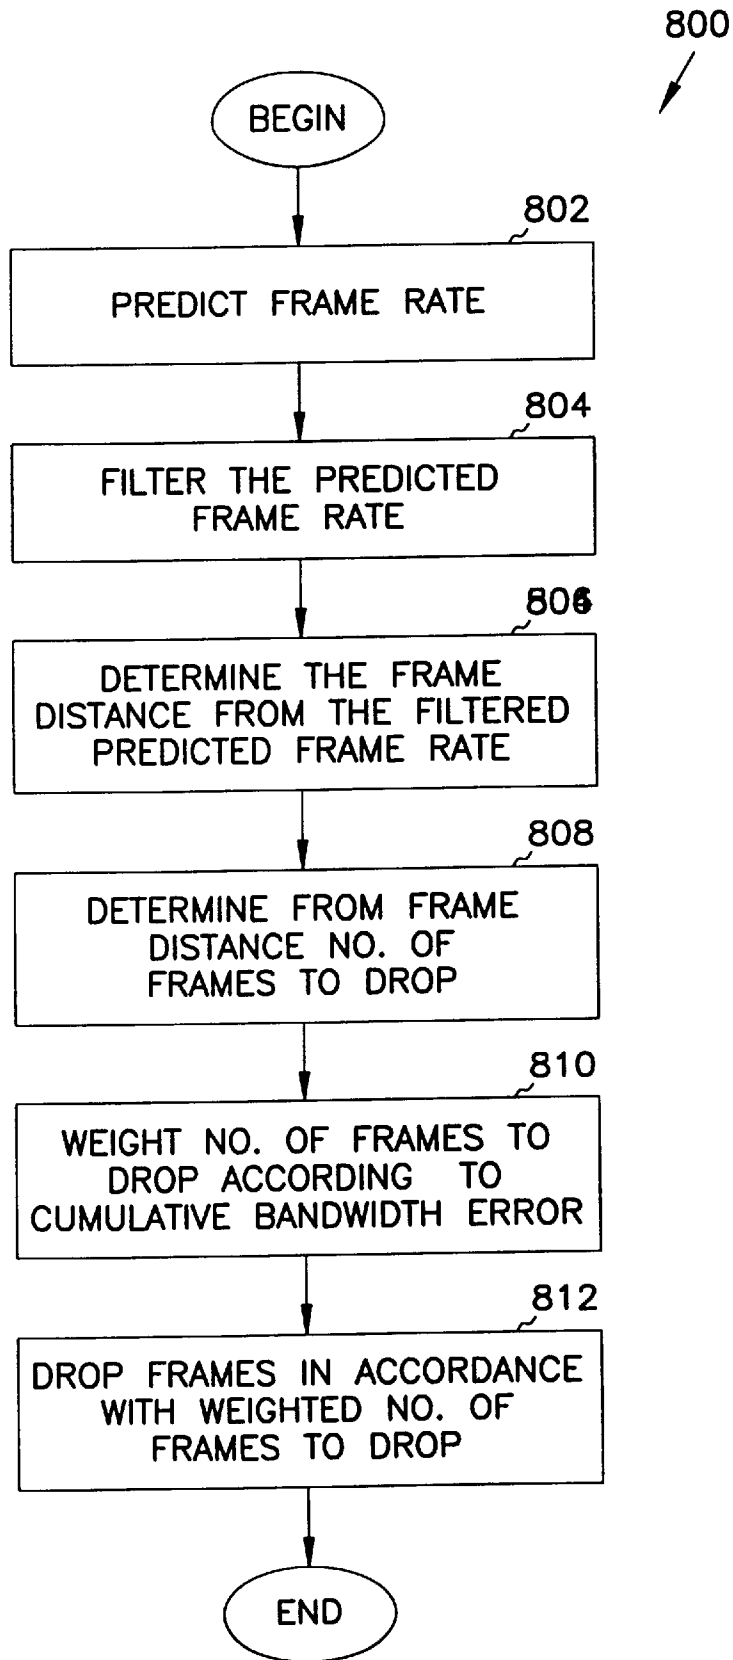 800
BEGIN
802
PREDICT FRAME RATE
804
FILTER THE PREDICTED
FRAME RATE
806
DETERMINE THE FRAME
DISTANCE FROM THE FILTERED
PREDICTED FRAME RATE
808
DETERMINE FROM FRAME
DISTANCE NO. OF
FRAMES TO DROP
810
WEIGHT NO. OF FRAMES TO
DROP ACCORDING TO
CUMULATIVE BANDWIDTH ERROR
812
DROP FRAMES IN ACCORDANCE
WITH WEIGHTED NO. OF
FRAMES TO DROP
END